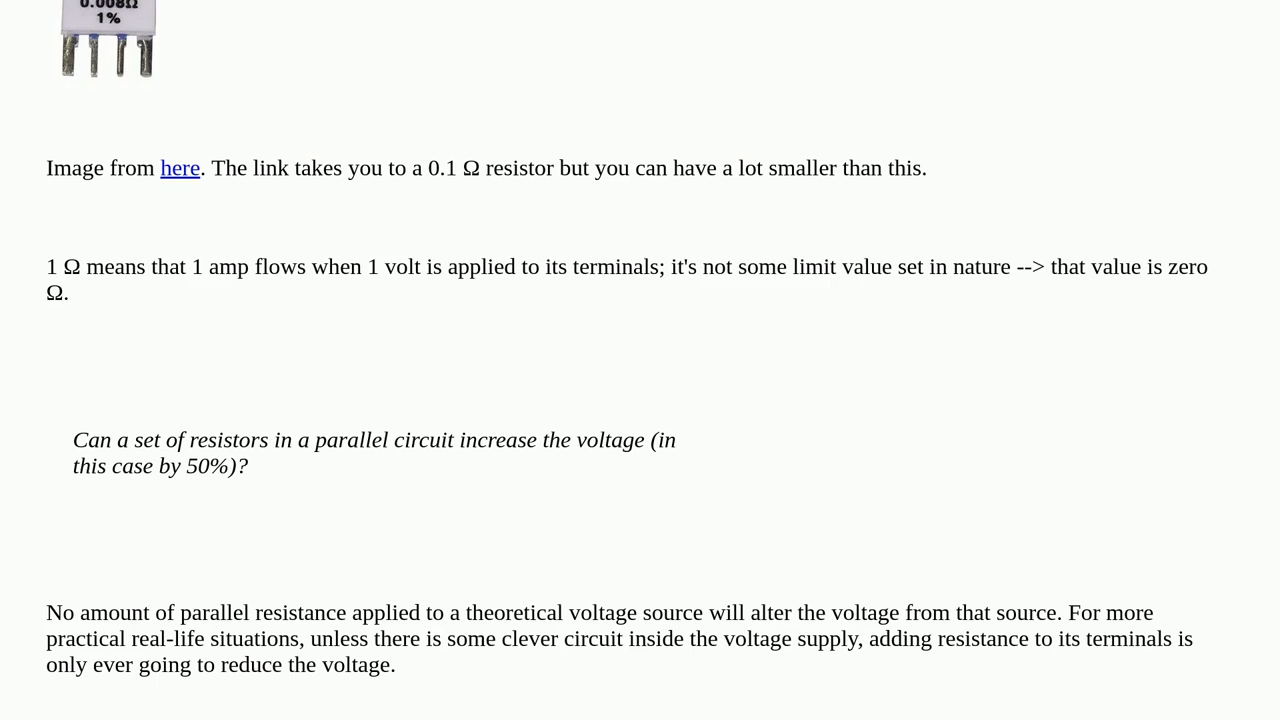 0.008Ω
1%
Image from here. The link takes you to a 0.1 Ω resistor but you can have a lot smaller than this.
1 Ω means that 1 amp flows when 1 volt is applied to its terminals; it's not some limit value set in nature --> that value is zero
Ω.
Can a set of resistors in a parallel circuit increase the voltage (in
this case by 50%)?
No amount of parallel resistance applied to a theoretical voltage source will alter the voltage from that source. For more
practical real-life situations, unless there is some clever circuit inside the voltage supply, adding resistance to its terminals is
only ever going to reduce the voltage.